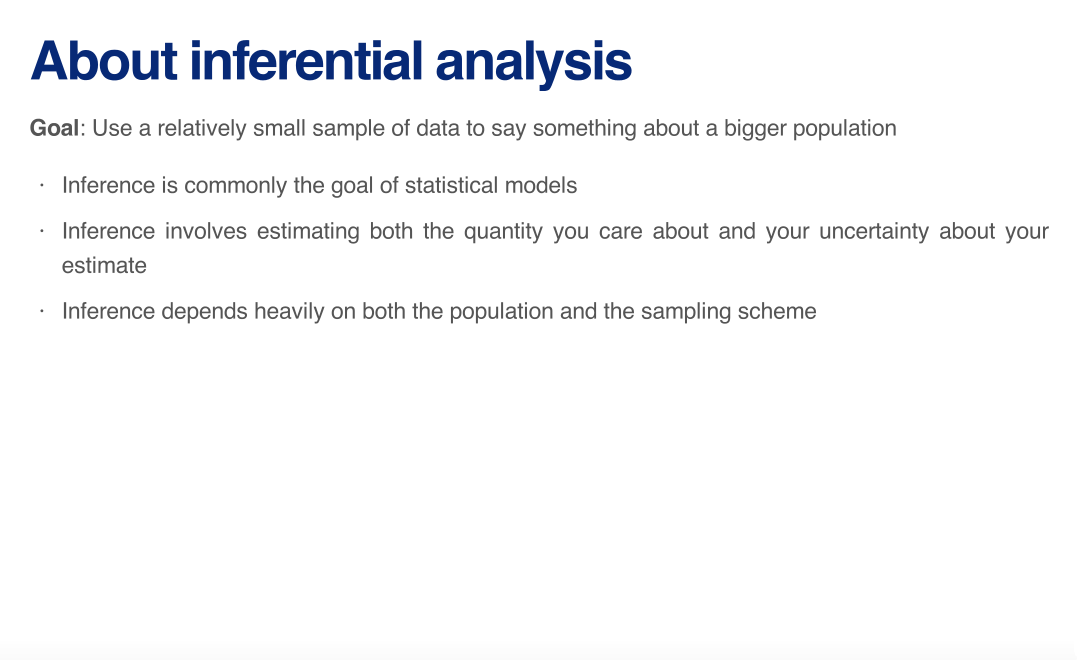 About inferential analysis
Goal: Use a relatively small sample of data to say something about a bigger population
· Inference is commonly the goal of statistical models
· Inference involves estimating both the quantity you care about and your uncertainty about your
estimate
· Inference depends heavily on both the population and the sampling scheme